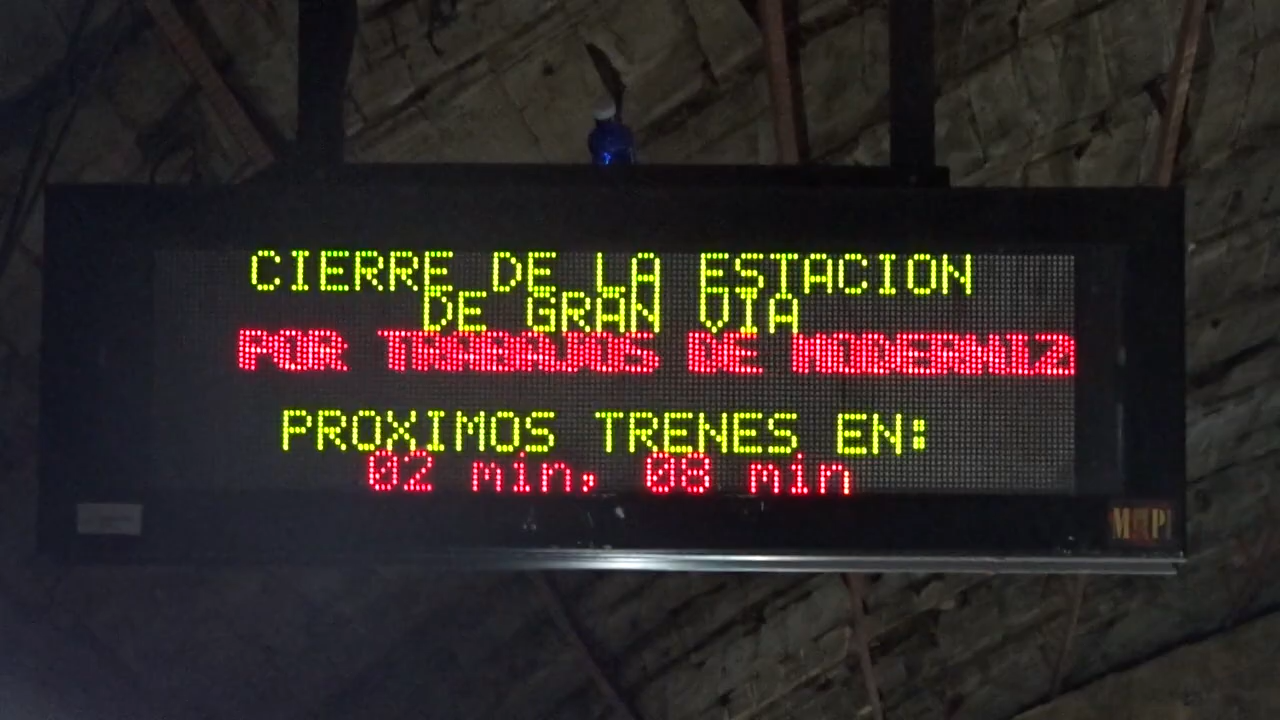 CIERRE DE LA ESTACION
DE GRAN VIA
POR TRABAJOS DE MODERNIZ
PROXIMOS TRENES EN:
02 min, 08 min